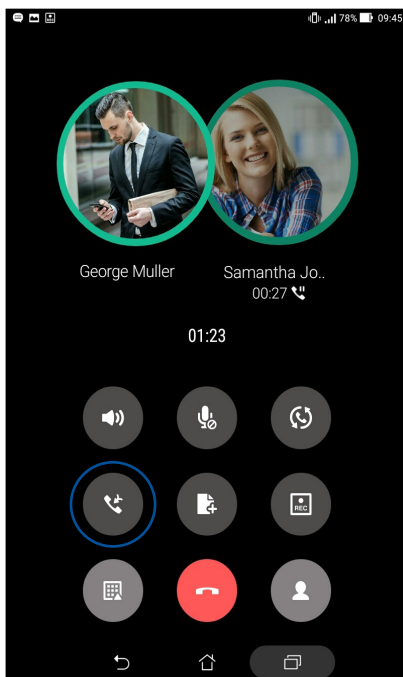 78% 09:45
George Muller
Samantha Jo..
00:27
01:23
REC